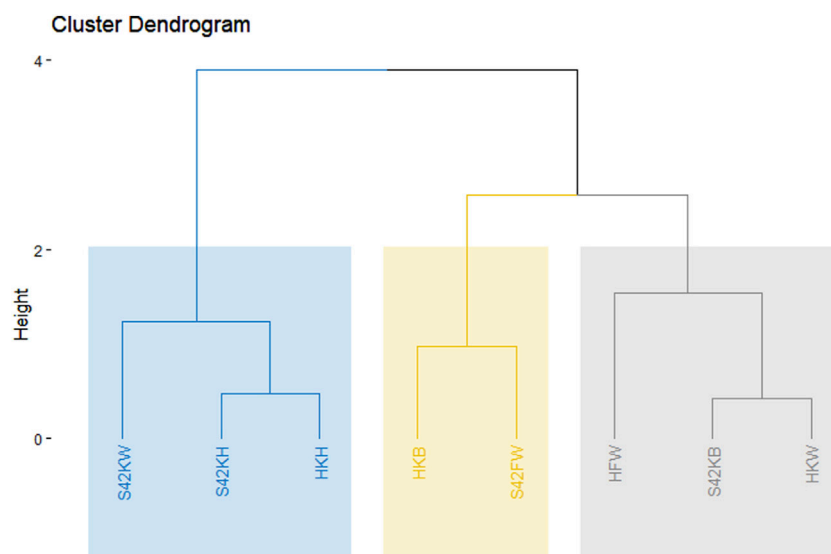 Cluster Dendrogram
4
2
0
Height
S42KW
S42KH
HKH
HKB
S42FW
HFW
S42KB
HKW